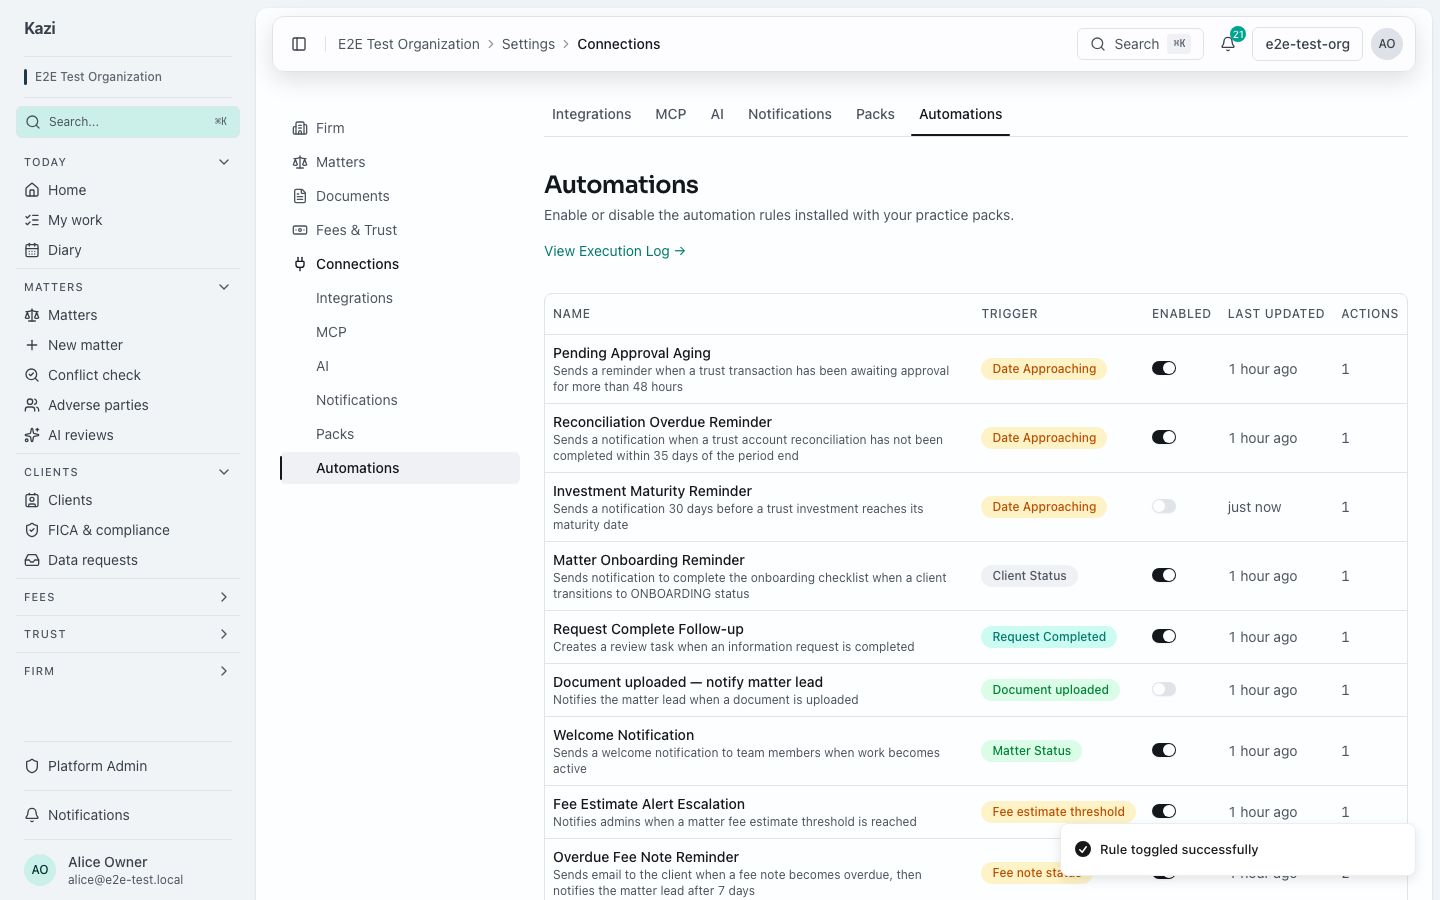 Kazi
E2E Test Organization
Search...
⌘K
TODAY
Home
My work
Diary
MATTERS
Matters
New matter
Conflict check
Adverse parties
AI reviews
CLIENTS
Clients
FICA & compliance
Data requests
FEES
TRUST
FIRM
Platform Admin
Notifications
AO
Alice Owner
alice@e2e-test.local
E2E Test Organization
Settings
Connections
Search ⌘K
21
e2e-test-org
AO
Firm
Matters
Documents
Fees & Trust
Connections
Integrations
MCP
AI
Notifications
Packs
Automations
Integrations
MCP
AI
Notifications
Packs
Automations
Automations
Enable or disable the automation rules installed with your practice packs.
View Execution Log →
NAME TRIGGER ENABLED LAST UPDATED ACTIONS
Pending Approval Aging
Sends a reminder when a trust transaction has been awaiting approval
for more than 48 hours
Date Approaching
1 hour ago
1
Reconciliation Overdue Reminder
Sends a notification when a trust account reconciliation has not been
completed within 35 days of the period end
Date Approaching
1 hour ago
1
Investment Maturity Reminder
Sends a notification 30 days before a trust investment reaches its
maturity date
Date Approaching
just now
1
Matter Onboarding Reminder
Sends notification to complete the onboarding checklist when a client
transitions to ONBOARDING status
Client Status
1 hour ago
1
Request Complete Follow-up
Creates a review task when an information request is completed
Request Completed
1 hour ago
1
Document uploaded — notify matter lead
Notifies the matter lead when a document is uploaded
Document uploaded
1 hour ago
1
Welcome Notification
Sends a welcome notification to team members when work becomes
active
Matter Status
1 hour ago
1
Fee Estimate Alert Escalation
Notifies admins when a matter fee estimate threshold is reached
Fee estimate threshold
1 hour ago
1
Overdue Fee Note Reminder
Sends email to the client when a fee note becomes overdue, then
notifies the matter lead after 7 days
Fee note status
Rule toggled successfully